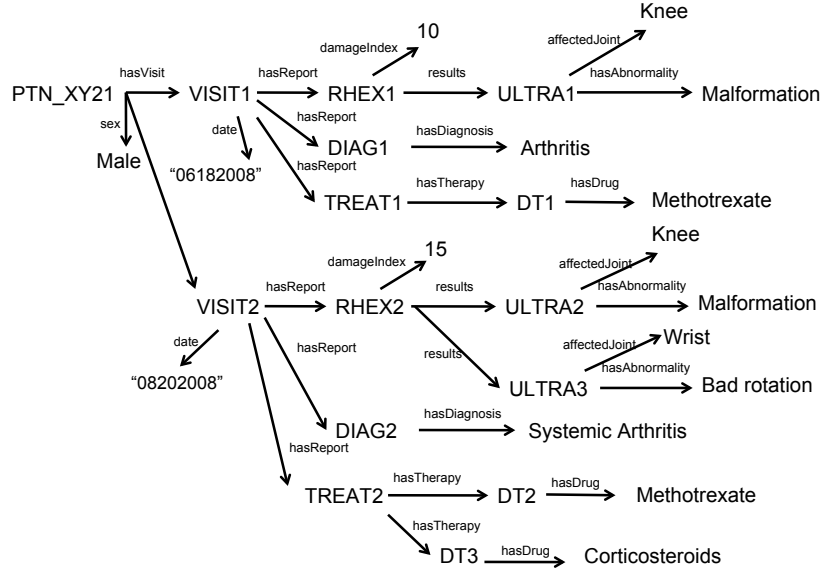 10
Knee
damageIndex
affectedJoint
hasVisit
hasReport
results
hasAbnormality
PTN_XY21
VISIT1
RHEX1
ULTRA1
Malformation
sex
date
hasReport
hasDiagnosis
Male
DIAG1
Arthritis
“06182008”
hasReport
hasTherapy
hasDrug
TREAT1
DT1
Methotrexate
15
Knee
damageIndex
affectedJoint
hasReport
results
hasAbnormality
VISIT2
RHEX2
ULTRA2
Malformation
date
hasReport
results
affectedJoint
Wrist
hasAbnormality
“08202008”
ULTRA3
Bad rotation
hasDiagnosis
hasReport
DIAG2
Systemic Arthritis
hasTherapy
hasDrug
TREAT2
DT2
Methotrexate
hasTherapy
hasDrug
DT3
Corticosteroids